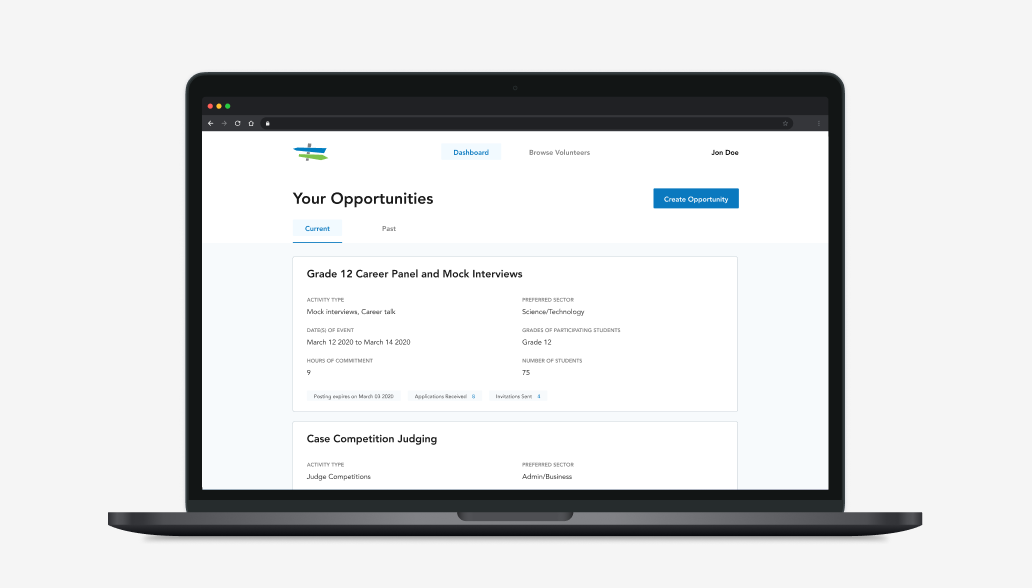 Dashboard Browse Volunteers Jon Doe
Your Opportunities Create Opportunity
Current Past
Grade 12 Career Panel and Mock Interviews
ACTIVITY TYPE PREFERRED SECTOR
Mock interviews, Career talk Science/Technology
DATE(S) OF EVENT GRADES OF PARTICIPATING STUDENTS
March 12 2020 to March 14 2020 Grade 12
HOURS OF COMMITMENT NUMBER OF STUDENTS
9 75
Posting expires on March 03 2020 Applications Received Invitations Sent
Case Competition Judging
ACTIVITY TYPE PREFERRED SECTOR
Judge Competitions Admin/Business